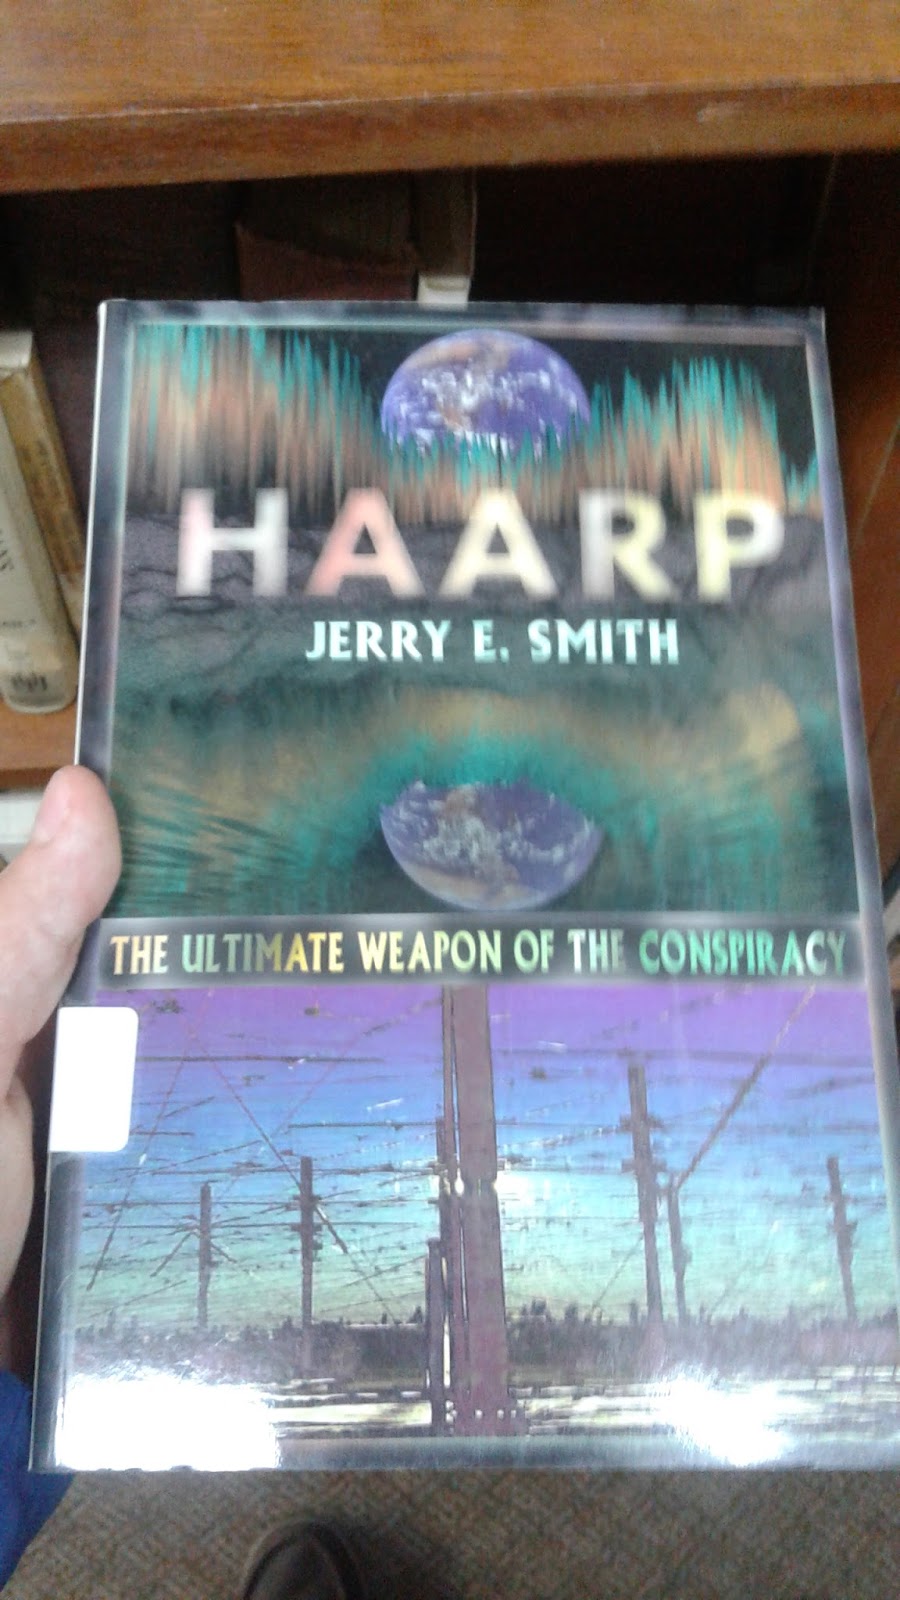 HAARP
JERRY E. SMITH
THE ULTIMATE WEAPON OF THE CONSPIRACY